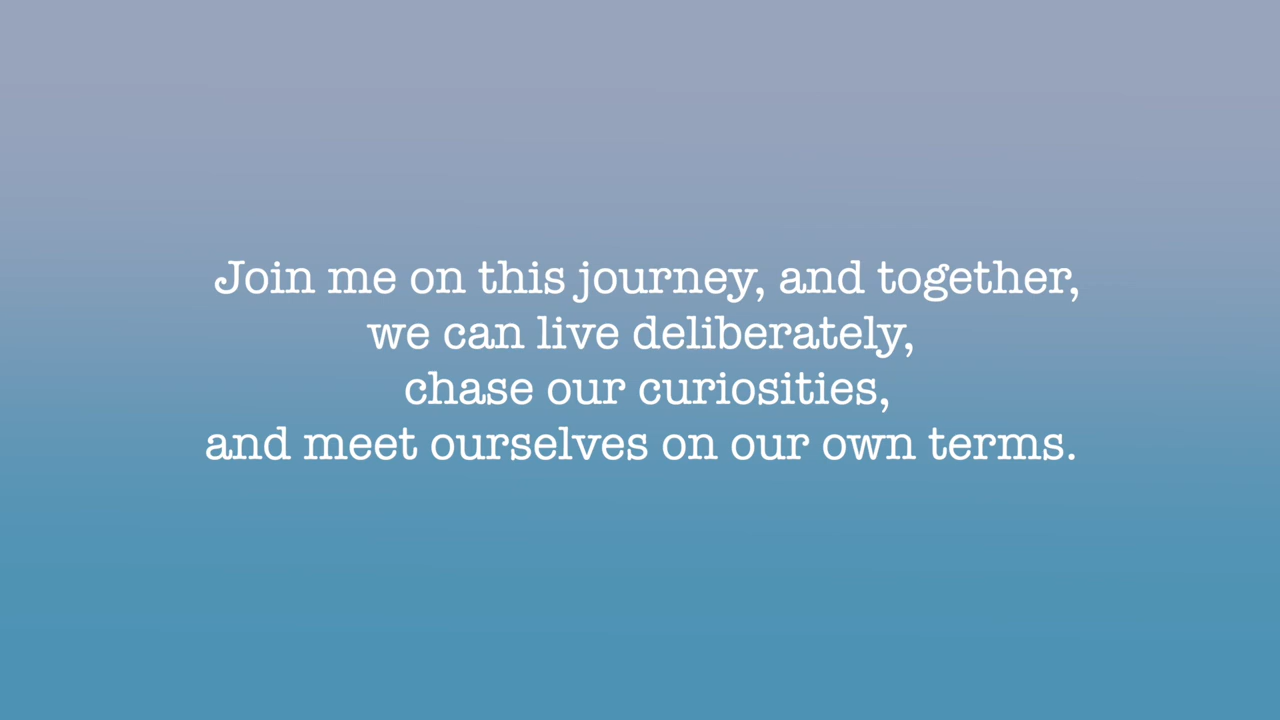 Join me on this journey, and together,
we can live deliberately,
chase our curiosities,
and meet ourselves on our own terms.